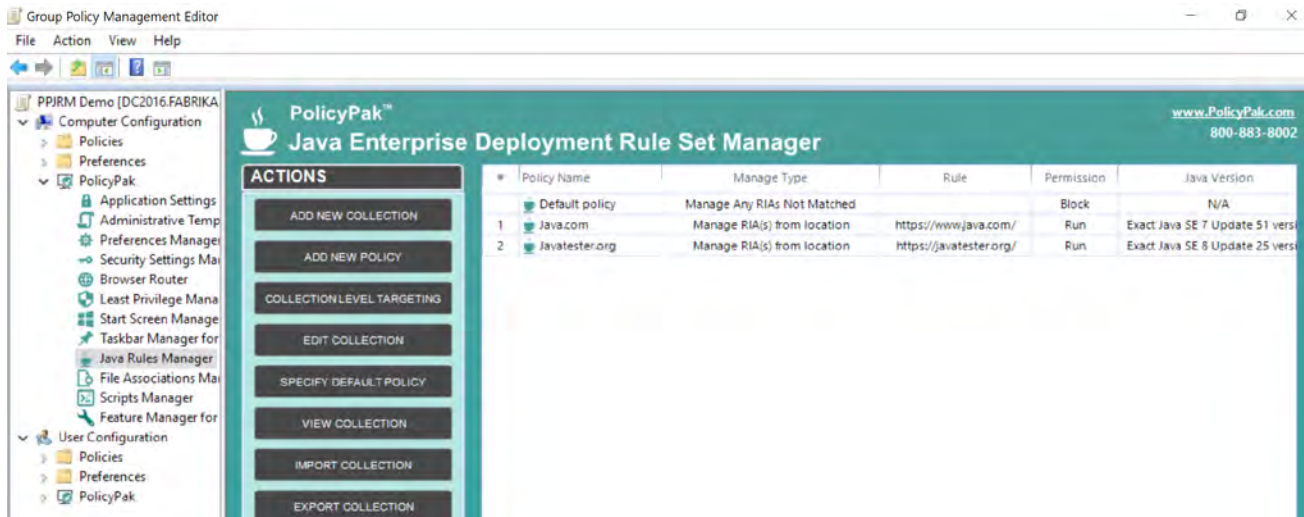 Group Policy Management Editor
File Action View Help
PPJRM Demo [DC2016.FABRIKA
Computer Configuration
Policies
Preferences
PolicyPak
Application Settings
Administrative Temp
Preferences Manager
Security Settings Ma
Browser Router
Least Privilege Mana
Start Screen Manage
Taskbar Manager for
Java Rules Manager
File Associations Ma
Scripts Manager
Feature Manager for
User Configuration
Policies
Preferences
PolicyPak
PolicyPak™
Java Enterprise Deployment Rule Set Manager
www.PolicyPak.com
800-883-8002
ACTIONS
ADD NEW COLLECTION
ADD NEW POLICY
COLLECTION LEVEL TARGETING
EDIT COLLECTION
SPECIFY DEFAULT POLICY
VIEW COLLECTION
IMPORT COLLECTION
EXPORT COLLECTION
Policy Name Manage Type Rule Permission Java Version
Default policy Manage Any RIAs Not Matched Block N/A
1 Java.com Manage RIA(s) from location https://www.java.com/ Run Exact Java SE 7 Update 51 versi
2 Javatester.org Manage RIA(s) from location https://javatester.org/ Run Exact Java SE 8 Update 25 versi